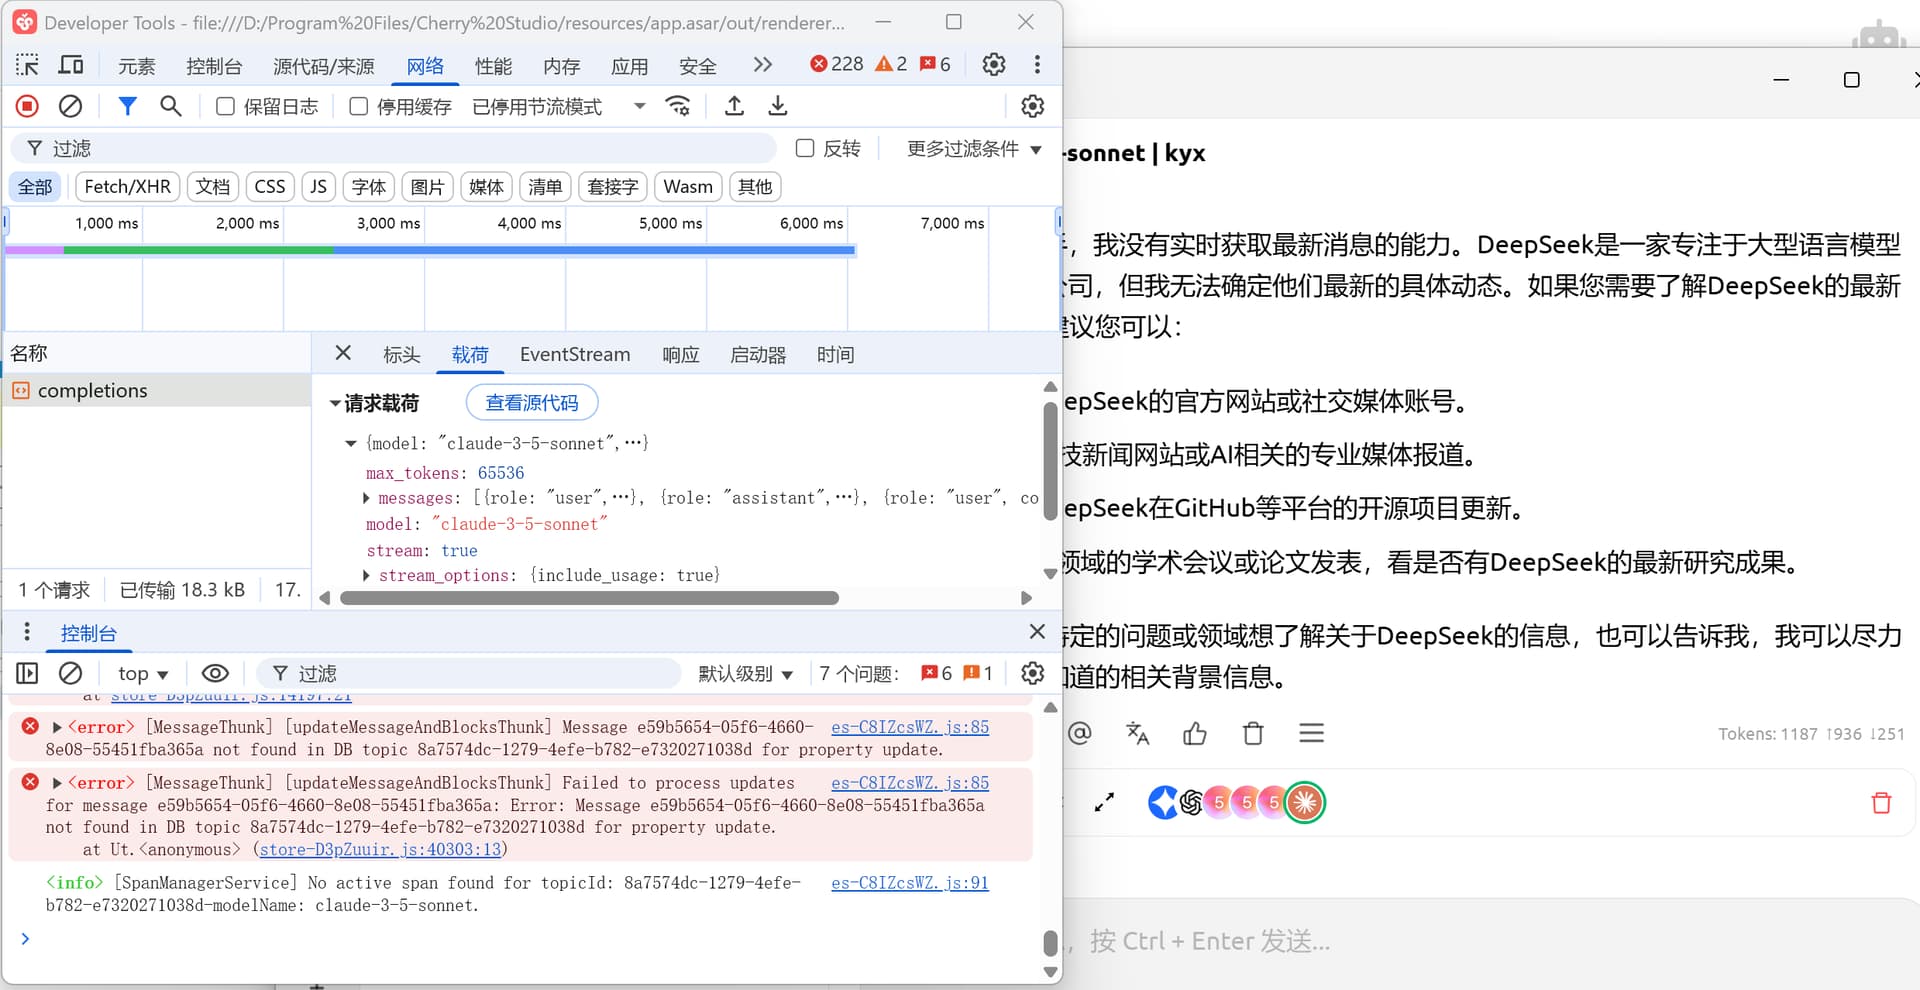 Developer Tools - file:///D:/Program%20Files/Cherry%20Studio/resources/app.asar/out/renderer...
元素 控制台 源代码/来源 网络 性能 内存 应用 安全 228 2 6
保留日志 停用缓存 已停用节流模式
过滤 反转 更多过滤条件
全部 Fetch/XHR 文档 CSS JS 字体 图片 媒体 清单 套接字 Wasm 其他
1,000 ms 2,000 ms 3,000 ms 4,000 ms 5,000 ms 6,000 ms 7,000 ms
名称 标头 载荷 EventStream 响应 启动器 时间
completions
请求载荷 查看源代码
{model: "claude-3-5-sonnet",…}
max_tokens: 65536
messages: [{role: "user",…}, {role: "assistant",…}, {role: "user", co
model: "claude-3-5-sonnet"
stream: true
stream_options: {include_usage: true}
1 个请求 已传输 18.3 kB 17.
控制台
top 过滤 默认级别 7 个问题: 6 1
at store-D3pZuuir.js:14197:21
<error> [MessageThunk] [updateMessageAndBlocksThunk] Message e59b5654-05f6-4660- es-C8IZcsWZ.js:85
8e08-55451fba365a not found in DB topic 8a7574dc-1279-4efe-b782-e7320271038d for property update.
<error> [MessageThunk] [updateMessageAndBlocksThunk] Failed to process updates es-C8IZcsWZ.js:85
for message e59b5654-05f6-4660-8e08-55451fba365a: Error: Message e59b5654-05f6-4660-8e08-55451fba365a
not found in DB topic 8a7574dc-1279-4efe-b782-e7320271038d for property update.
at Ut.<anonymous> (store-D3pZuuir.js:40303:13)
<info> [SpanManagerService] No active span found for topicId: 8a7574dc-1279-4efe- es-C8IZcsWZ.js:91
b782-e7320271038d-modelName: claude-3-5-sonnet.
-sonnet | kyx
，我没有实时获取最新消息的能力。DeepSeek是一家专注于大型语言模型
公司，但我无法确定他们最新的具体动态。如果您需要了解DeepSeek的最新
建议您可以：
epSeek的官方网站或社交媒体账号。
技新闻网站或AI相关的专业媒体报道。
epSeek在GitHub等平台的开源项目更新。
领域的学术会议或论文发表，看是否有DeepSeek的最新研究成果。
特定的问题或领域想了解关于DeepSeek的信息，也可以告诉我，我可以尽力
知道的相关背景信息。
Tokens: 1187 ↑936 ↓251
5 5 5
，按 Ctrl + Enter 发送...